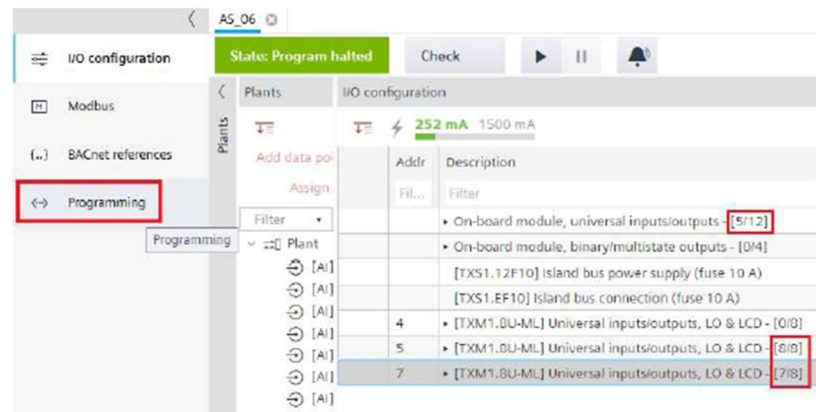 AS_06
I/O configuration
State: Program halted
Check
Modbus
Plants
Plants
I/O configuration
252 mA 1500 mA
BACnet references
Add data poi
Addr
Description
Assign
Fil...
Filter
Programming
Filter
▸ On-board module, universal inputs/outputs - [5/12]
Programming
Plant
▸ On-board module, binary/multistate outputs - [0/4]
[AI]
[TXS1.12F10] Island bus power supply (fuse 10 A)
[AI]
[TXS1.EF10] Island bus connection (fuse 10 A)
[AI]
4 ▸ [TXM1.8U-ML] Universal inputs/outputs, LO & LCD - [0/8]
[AI]
5 ▸ [TXM1.8U-ML] Universal inputs/outputs, LO & LCD - [8/8]
[AI]
7 ▸ [TXM1.8U-ML] Universal inputs/outputs, LO & LCD - [7/8]
[AI]